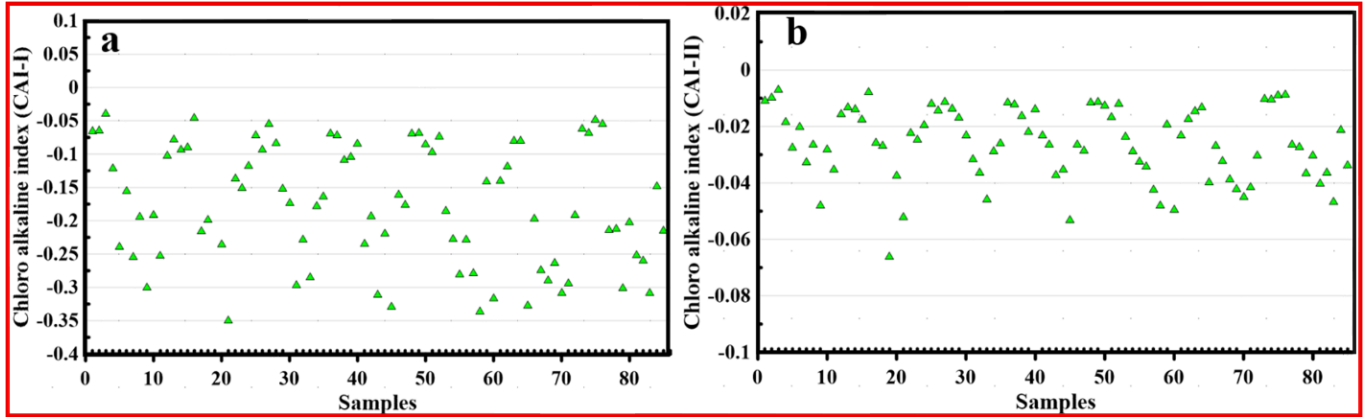 a
Chloro alkaline index (CAI-I)
0.1
0.05
0
-0.05
-0.1
-0.15
-0.2
-0.25
-0.3
-0.35
-0.4
0 10 20 30 40 50 60 70 80
Samples
b
Chloro alkaline index (CAI-II)
0.02
0
-0.02
-0.04
-0.06
-0.08
-0.1
0 10 20 30 40 50 60 70 80
Samples